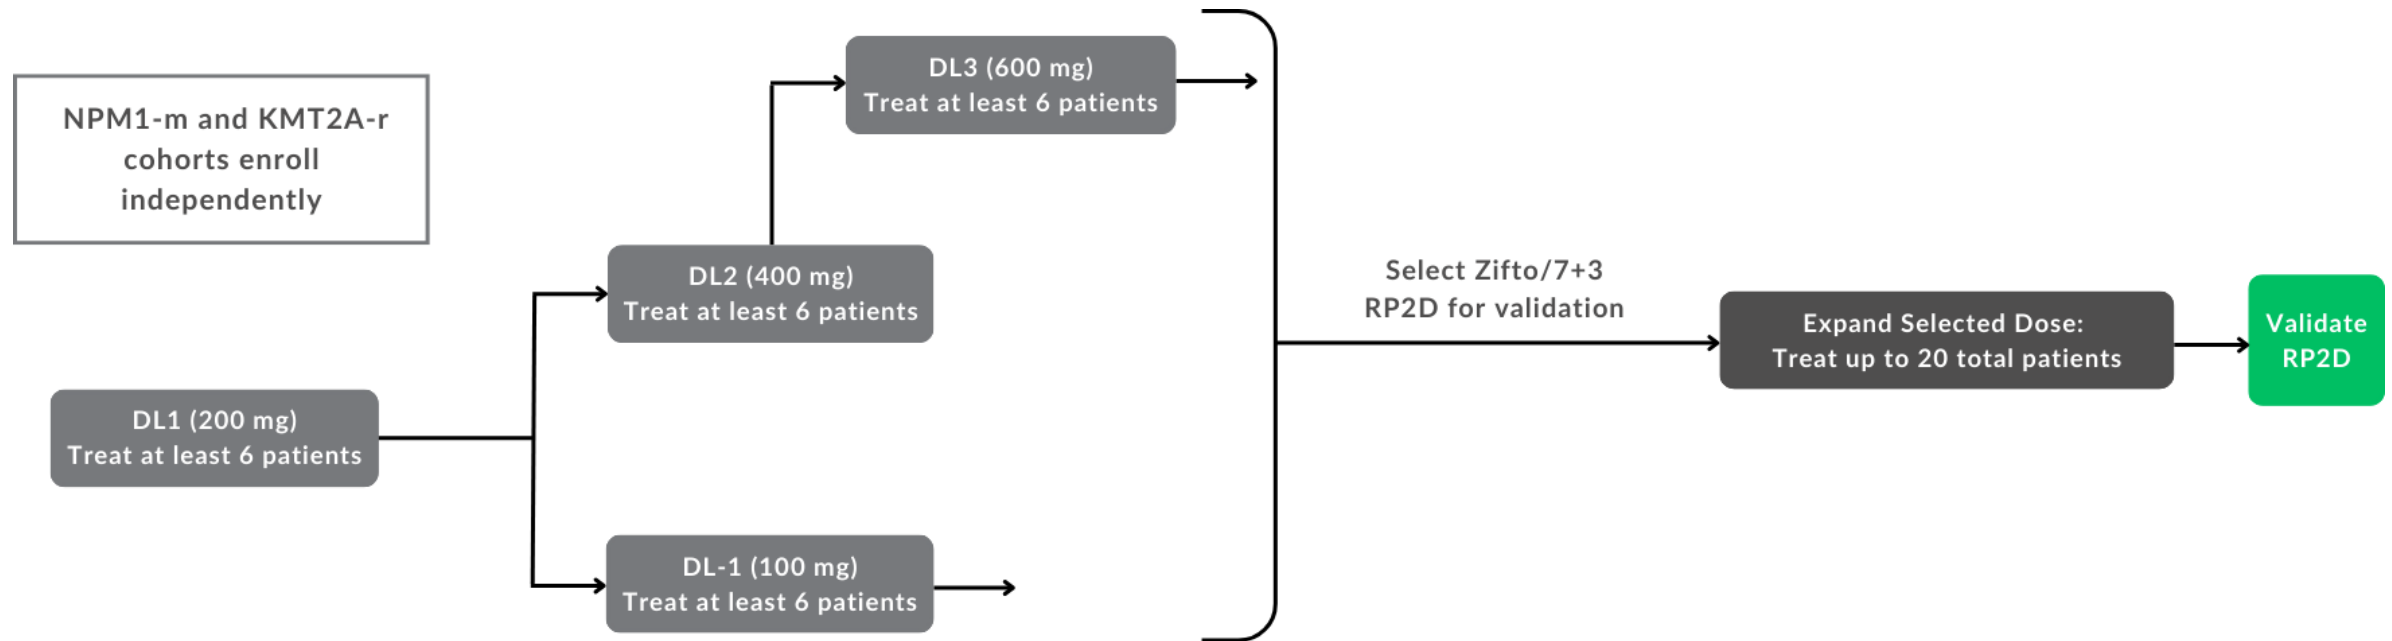 NPM1-m and KMT2A-r
cohorts enroll
independently
DL3 (600 mg)
Treat at least 6 patients
DL2 (400 mg)
Treat at least 6 patients
DL1 (200 mg)
Treat at least 6 patients
DL-1 (100 mg)
Treat at least 6 patients
Select Zifto/7+3
RP2D for validation
Expand Selected Dose:
Treat up to 20 total patients
Validate
RP2D